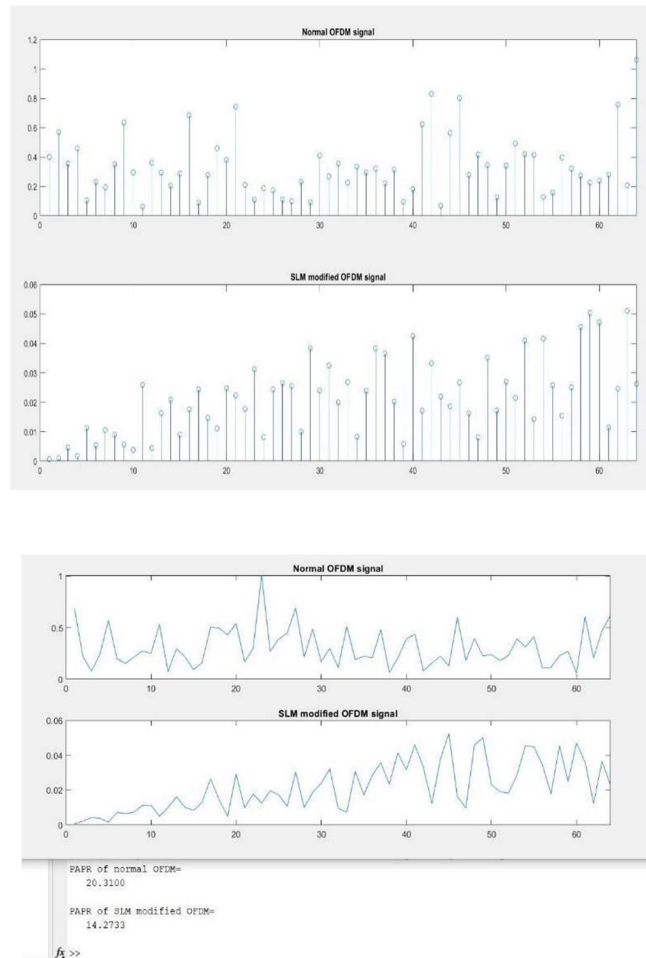 Normal OFDM signal
1.2
1
0.8
0.6
0.4
0.2
0
0 10 20 30 40 50 60
SLM modified OFDM signal
0.06
0.05
0.04
0.03
0.02
0.01
0
0 10 20 30 40 50 60
Normal OFDM signal
1
0.5
0
0 10 20 30 40 50 60
SLM modified OFDM signal
0.06
0.04
0.02
0
0 10 20 30 40 50 60
PAPR of normal OFDM=
20.3100
PAPR of SLM modified OFDM=
14.2733
fx >>